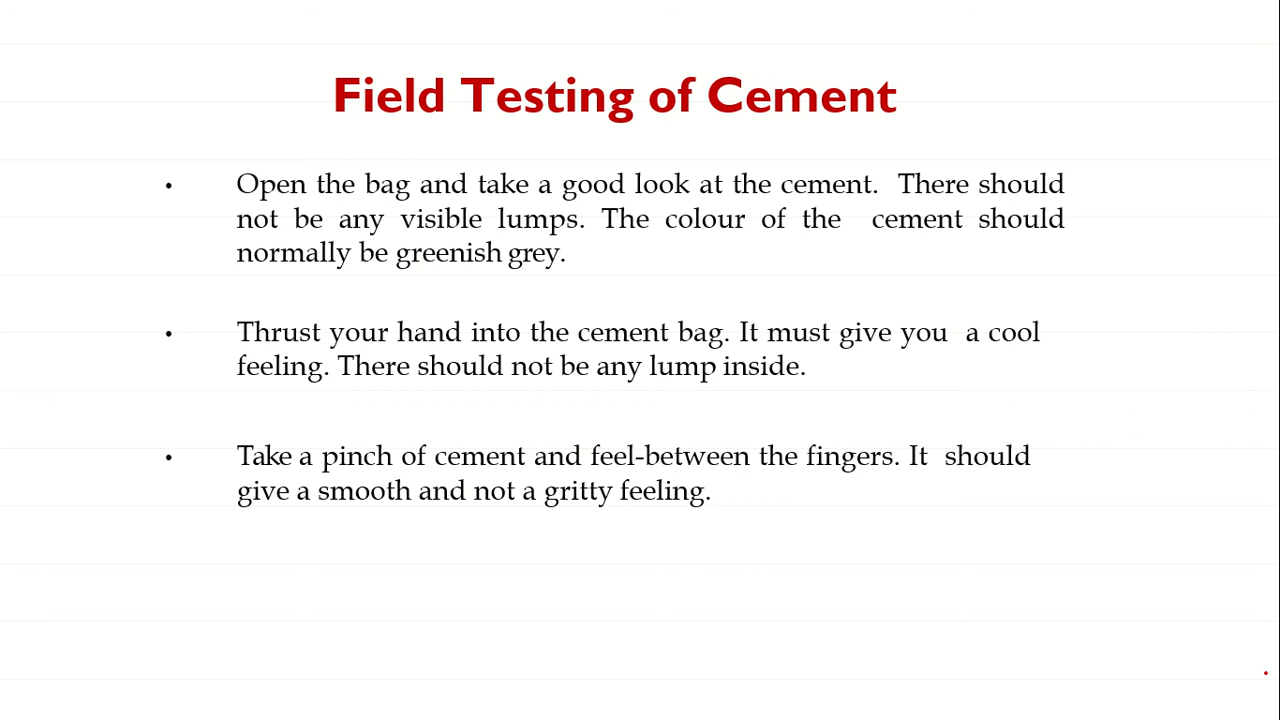 Field Testing of Cement
• Open the bag and take a good look at the cement. There should
not be any visible lumps. The colour of the cement should
normally be greenish grey.
• Thrust your hand into the cement bag. It must give you a cool
feeling. There should not be any lump inside.
• Take a pinch of cement and feel-between the fingers. It should
give a smooth and not a gritty feeling.